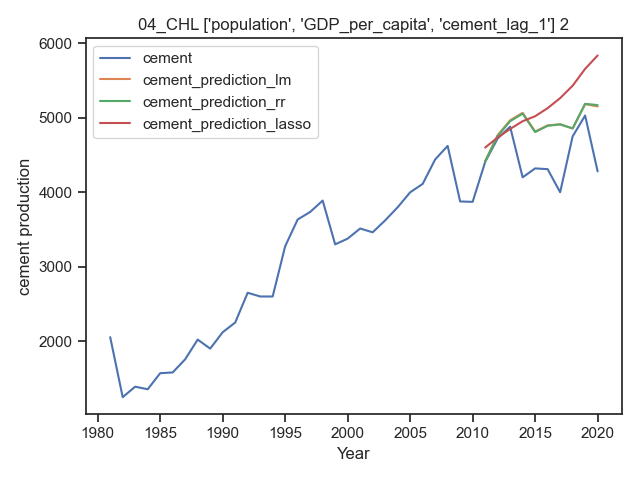 04_CHL ['population', 'GDP_per_capita', 'cement_lag_1'] 2
6000
5000
4000
3000
2000
cement production
cement
cement_prediction_lm
cement_prediction_rr
cement_prediction_lasso
1980 1985 1990 1995 2000 2005 2010 2015 2020
Year